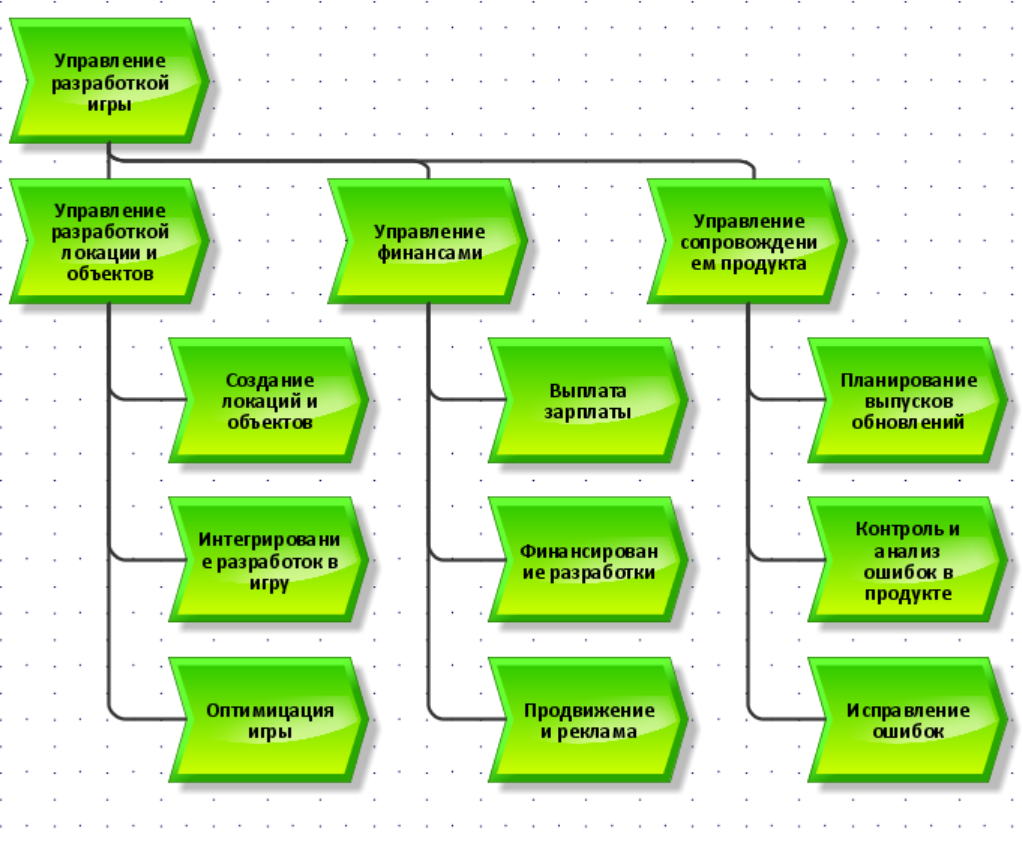 Управление
разработкой
игры
Управление
разработкой
локации и
объектов
Управление
финансами
Управление
сопровождени
ем продукта
Создание
локаций и
объектов
Выплата
зарплаты
Планирование
выпусков
обновлений
Интегрировани
е разработок в
игру
Финансирован
ие разработки
Контроль и
анализ
ошибок в
продукте
Оптимицация
игры
Продвижение
и реклама
Исправление
ошибок